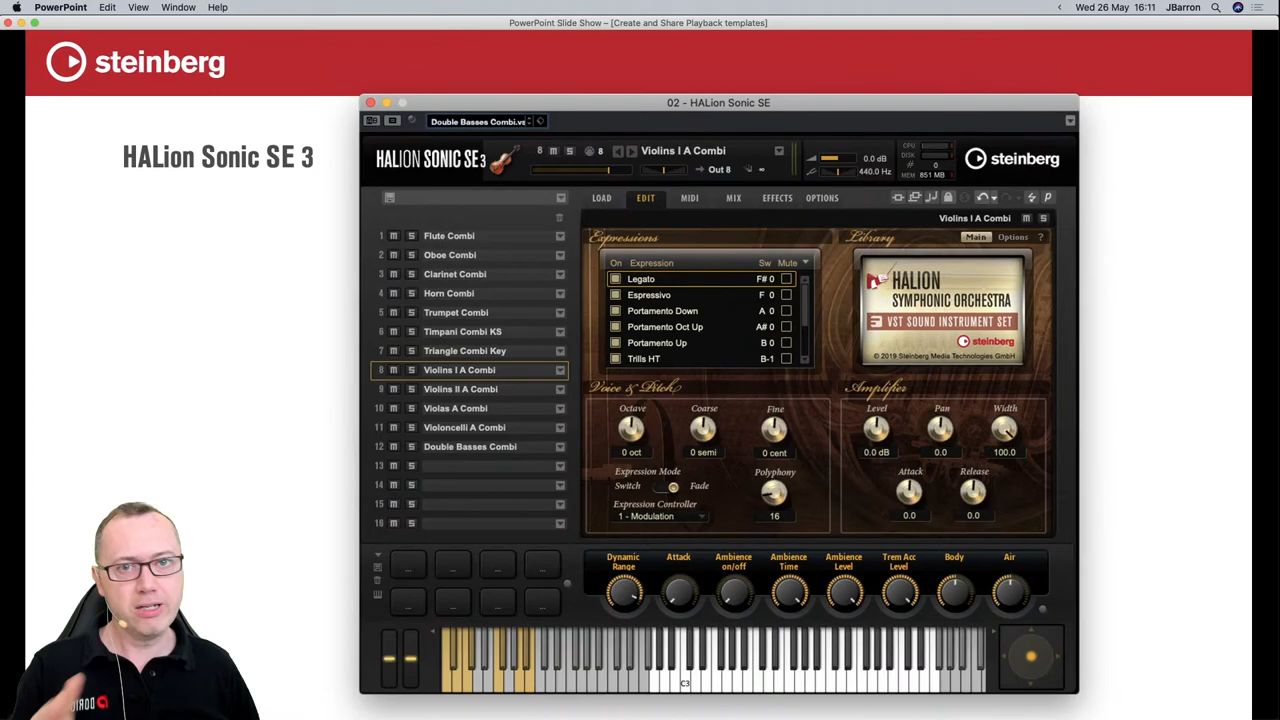 PowerPoint Edit View Window Help
Wed 26 May 16:11 JBarron
PowerPoint Slide Show – [Create and Share Playback templates]
steinberg
HALion Sonic SE 3
02 - HALion Sonic SE
Double Basses Combi.vs
HALION SONIC SE3
8 M S 8
Violins I A Combi
Out 8
0.0 dB
440.0 Hz
CPU
DISK
# 0
MEM 851 MB
steinberg
LOAD EDIT MIDI MIX EFFECTS OPTIONS
Violins I A Combi M S
1 M S Flute Combi
2 M S Oboe Combi
3 M S Clarinet Combi
4 M S Horn Combi
5 M S Trumpet Combi
6 M S Timpani Combi KS
7 M S Triangle Combi Key
8 M S Violins I A Combi
9 M S Violins II A Combi
10 M S Violas A Combi
11 M S Violoncelli A Combi
12 M S Double Basses Combi
13 M S
14 M S
15 M S
16 M S
Expressions
On Expression Sw Mute
Legato F# 0
Espressivo F 0
Portamento Down A 0
Portamento Oct Up A# 0
Portamento Up B 0
Trills HT B-1
Library
Main Options ?
HALION
SYMPHONIC ORCHESTRA
VST SOUND INSTRUMENT SET
steinberg
© 2019 Steinberg Media Technologies GmbH
Voice & Pitch
Octave Coarse Fine
0 oct 0 semi 0 cent
Expression Mode
Switch Fade
Expression Controller
1 - Modulation
Polyphony
16
Amplifier
Level Pan Width
0.0 dB 0.0 100.0
Attack Release
0.0 0.0
Dynamic Range
Attack
Ambience on/off
Ambience Time
Ambience Level
Trem Acc Level
Body
Air
C3
DORICO